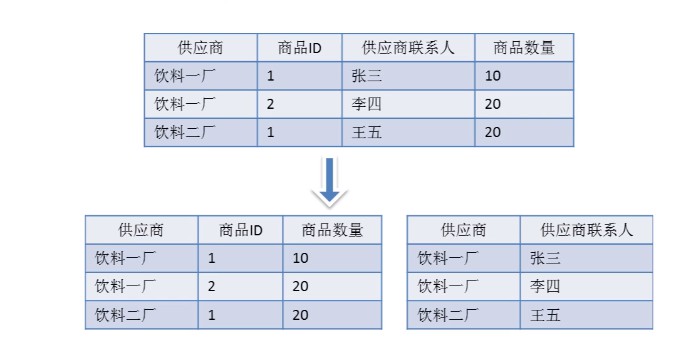 供应商 商品ID 供应商联系人 商品数量
饮料一厂 1 张三 10
饮料一厂 2 李四 20
饮料二厂 1 王五 20
供应商 商品ID 商品数量
饮料一厂 1 10
饮料一厂 2 20
饮料二厂 1 20
供应商 供应商联系人
饮料一厂 张三
饮料一厂 李四
饮料二厂 王五